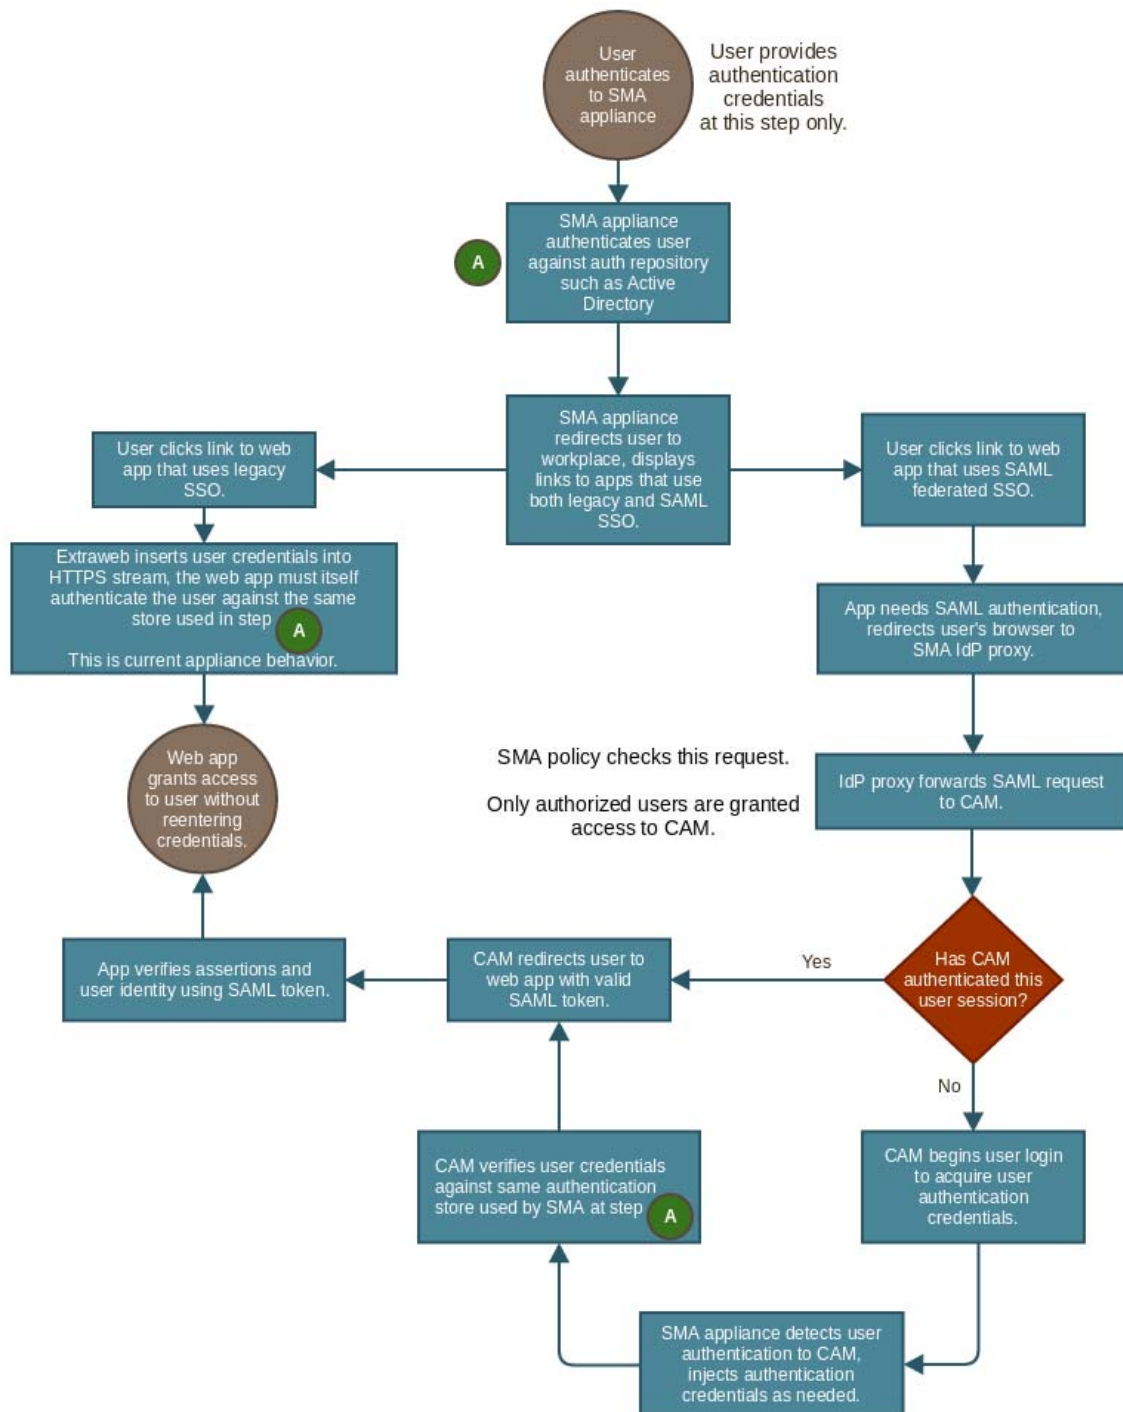 User
authenticates
to SMA
appliance
User provides
authentication
credentials
at this step only.
SMA appliance
authenticates user
against auth repository
such as Active
Directory
A
SMA appliance
redirects user to
workplace, displays
links to apps that use
both legacy and SAML
SSO.
User clicks link to web
app that uses legacy
SSO.
User clicks link to web
app that uses SAML
federated SSO.
Extraweb inserts user credentials into
HTTPS stream, the web app must itself
authenticate the user against the same
store used in step
A
This is current appliance behavior.
App needs SAML authentication,
redirects user's browser to
SMA IdP proxy.
Web app
grants access
to user without
reentering
credentials.
SMA policy checks this request.
Only authorized users are granted
access to CAM.
IdP proxy forwards SAML request
to CAM.
Has CAM
authenticated this
user session?
Yes
CAM redirects user to
web app with valid
SAML token.
App verifies assertions and
user identity using SAML token.
No
CAM begins user login
to acquire user
authentication
credentials.
CAM verifies user credentials
against same authentication
store used by SMA at step
A
SMA appliance detects user
authentication to CAM,
injects authentication
credentials as needed.